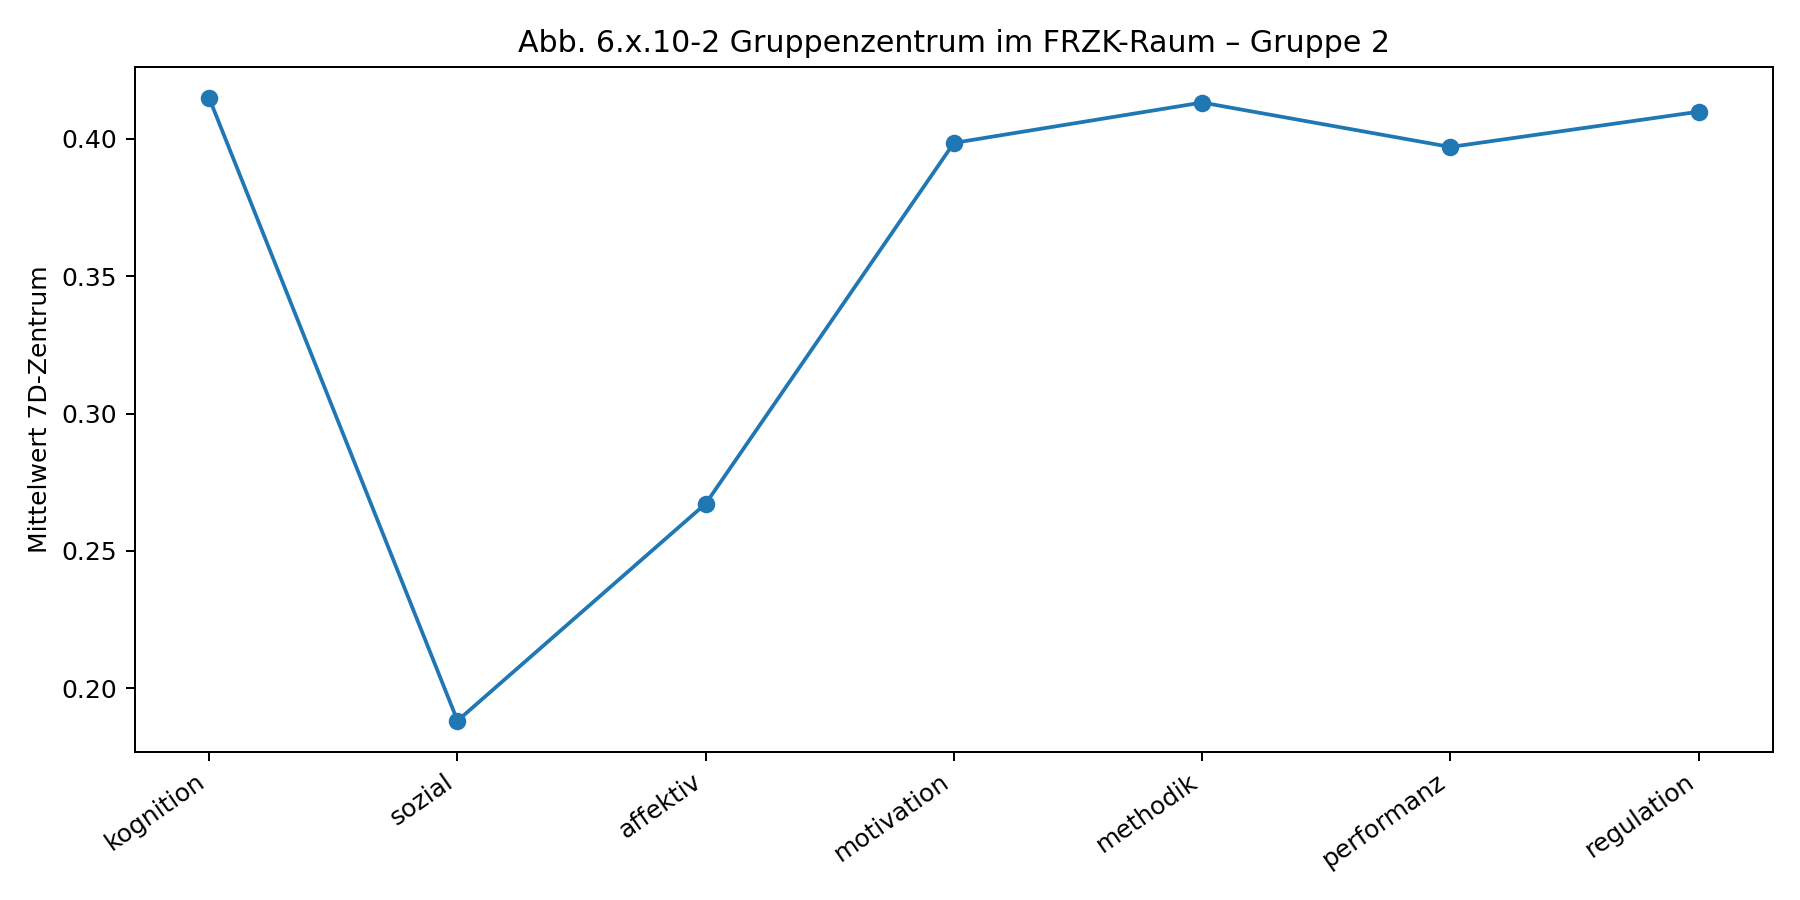 Abb. 6.x.10-2 Gruppenzentrum im FRZK-Raum – Gruppe 2
Mittelwert 7D-Zentrum
0.40
0.35
0.30
0.25
0.20
kognition
sozial
affektiv
motivation
methodik
performanz
regulation